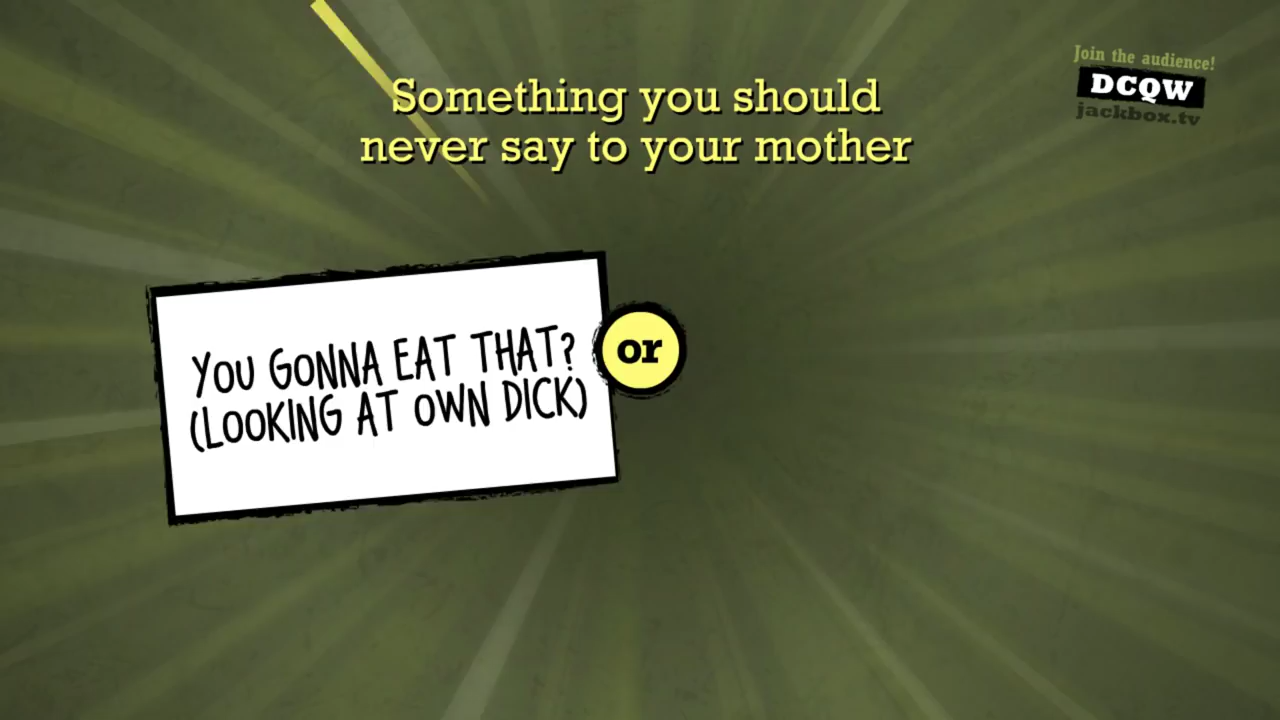 Join the audience!
DCQW
jackbox.tv
Something you should
never say to your mother
YOU GONNA EAT THAT?
(LOOKING AT OWN DICK)
or